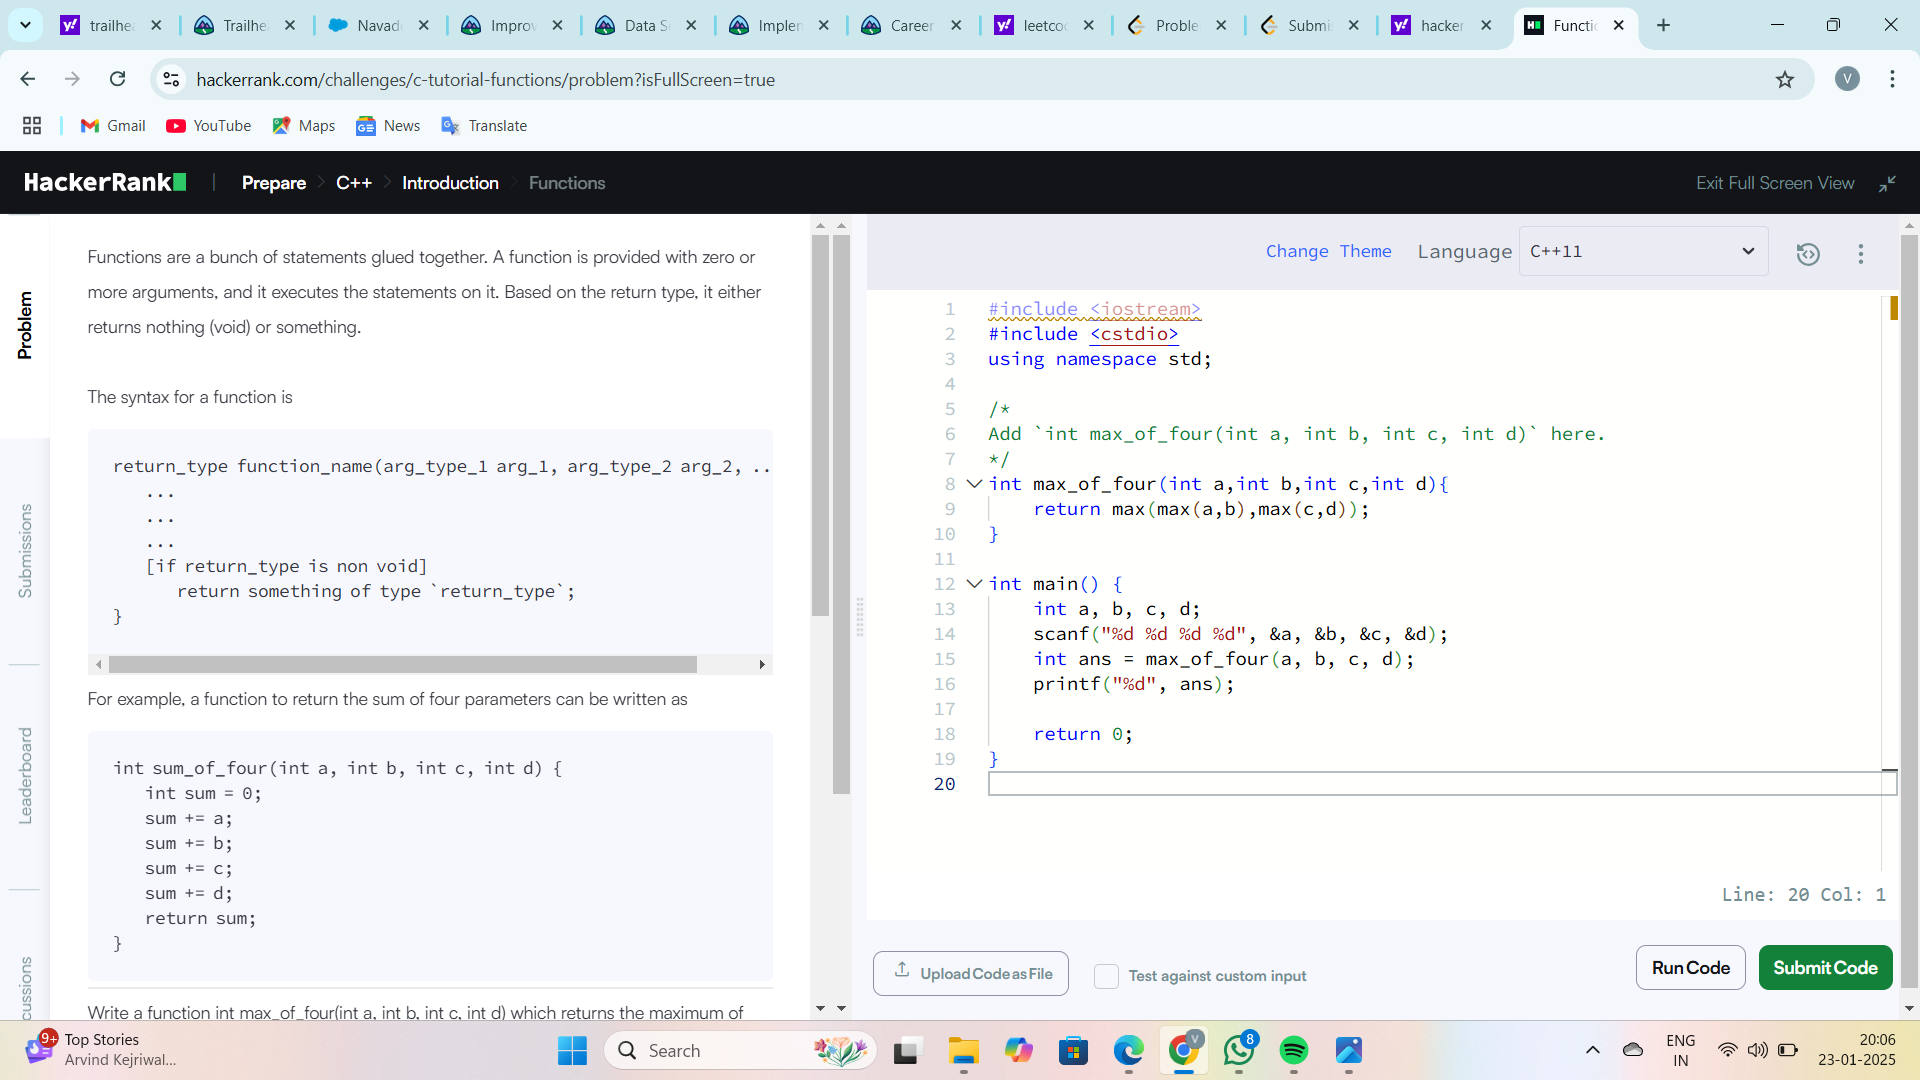 trailhea
Trailhe
Navad
Improv
Data S
Implen
Career
leetco
Proble
Submi
hacker
Functio
hackerrank.com/challenges/c-tutorial-functions/problem?isFullScreen=true
V
Gmail
YouTube
Maps
News
Translate
HackerRank
Prepare
C++
Introduction
Functions
Exit Full Screen View
Problem
Submissions
Leaderboard
cussions
Functions are a bunch of statements glued together. A function is provided with zero or
more arguments, and it executes the statements on it. Based on the return type, it either
returns nothing (void) or something.
The syntax for a function is
return_type function_name(arg_type_1 arg_1, arg_type_2 arg_2, ..
...
...
...
[if return_type is non void]
return something of type `return_type`;
}
For example, a function to return the sum of four parameters can be written as
int sum_of_four(int a, int b, int c, int d) {
int sum = 0;
sum += a;
sum += b;
sum += c;
sum += d;
return sum;
}
Write a function int max_of_four(int a, int b, int c, int d) which returns the maximum of
Change Theme
Language
C++11
1 #include <iostream>
2 #include <cstdio>
3 using namespace std;
4
5 /*
6 Add `int max_of_four(int a, int b, int c, int d)` here.
7 */
8 int max_of_four(int a,int b,int c,int d){
9 return max(max(a,b),max(c,d));
10 }
11
12 int main() {
13 int a, b, c, d;
14 scanf("%d %d %d %d", &a, &b, &c, &d);
15 int ans = max_of_four(a, b, c, d);
16 printf("%d", ans);
17
18 return 0;
19 }
20
Line: 20 Col: 1
Upload Code as File
Test against custom input
Run Code
Submit Code
9+
Top Stories
Arvind Kejriwal...
Search
V
8
ENG
IN
20:06
23-01-2025